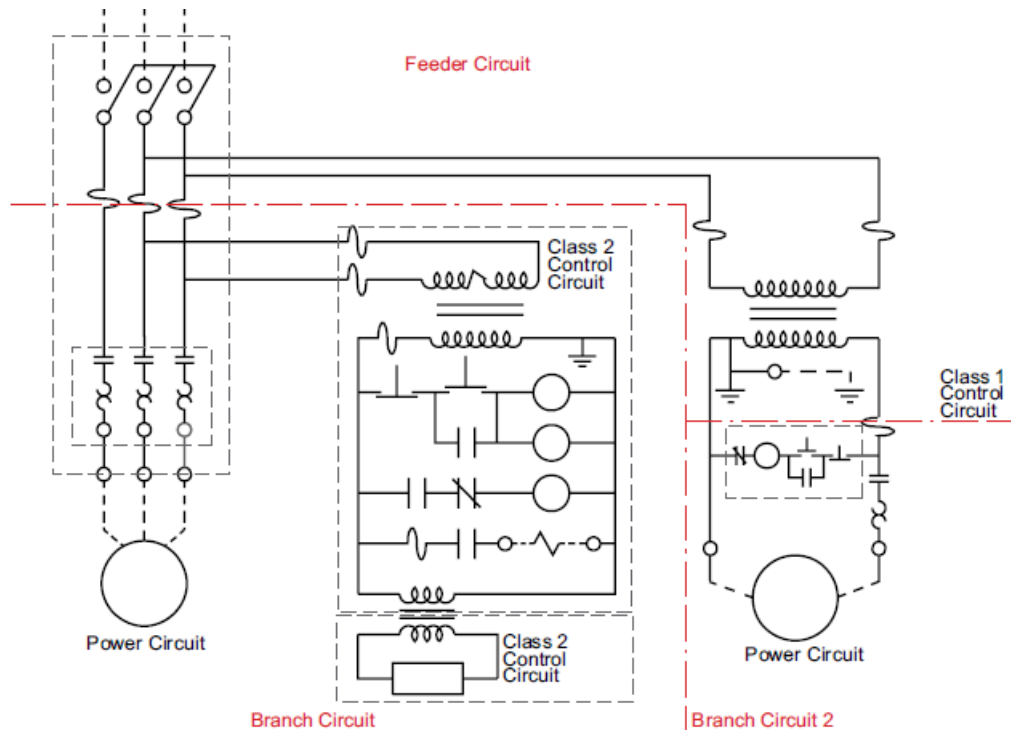 Feeder Circuit
Class 2
Control
Circuit
Class 1
Control
Circuit
Power Circuit
Class 2
Control
Circuit
Power Circuit
Branch Circuit
Branch Circuit 2